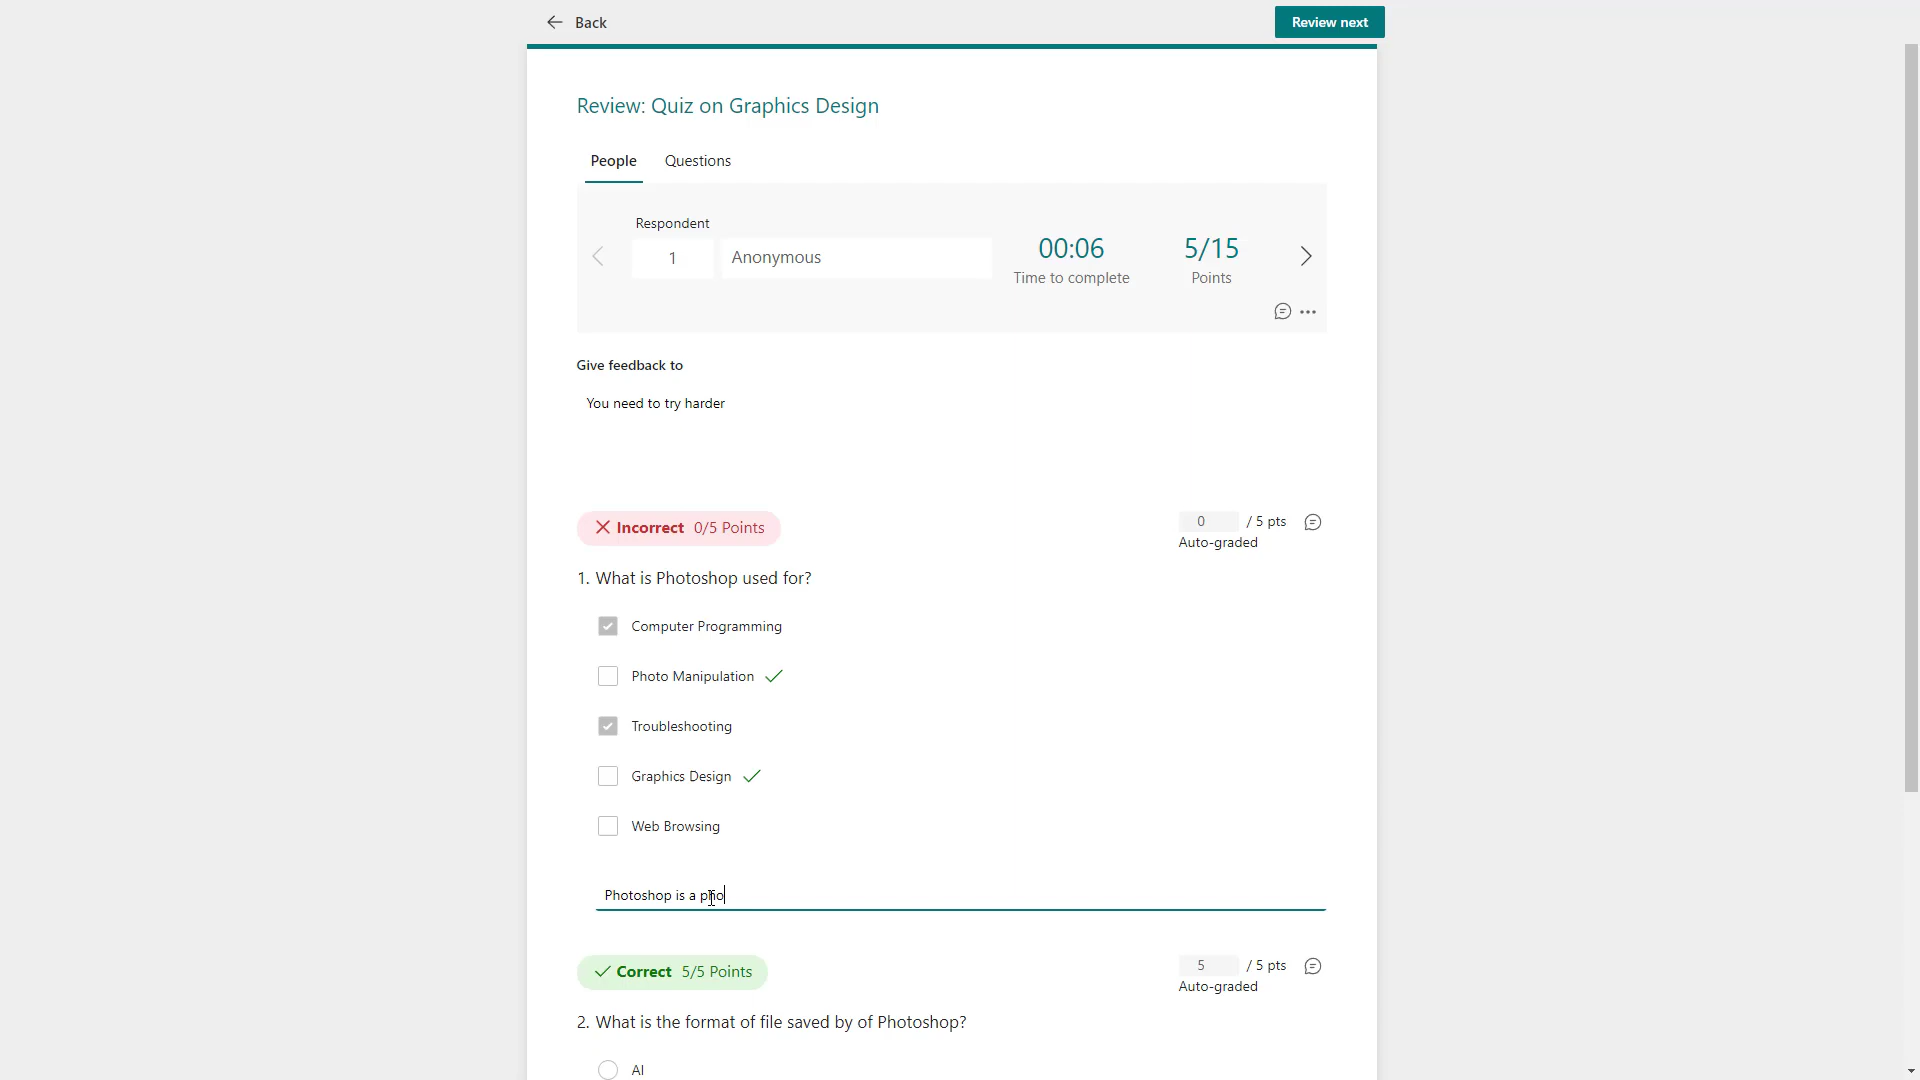 Back
Review next
Review: Quiz on Graphics Design
People Questions
Respondent
1 Anonymous
00:06
Time to complete
5/15
Points
Give feedback to
You need to try harder
Incorrect 0/5 Points
0 / 5 pts
Auto-graded
1. What is Photoshop used for?
Computer Programming
Photo Manipulation
Troubleshooting
Graphics Design
Web Browsing
Photoshop is a pho
Correct 5/5 Points
5 / 5 pts
Auto-graded
2. What is the format of file saved by of Photoshop?
AI